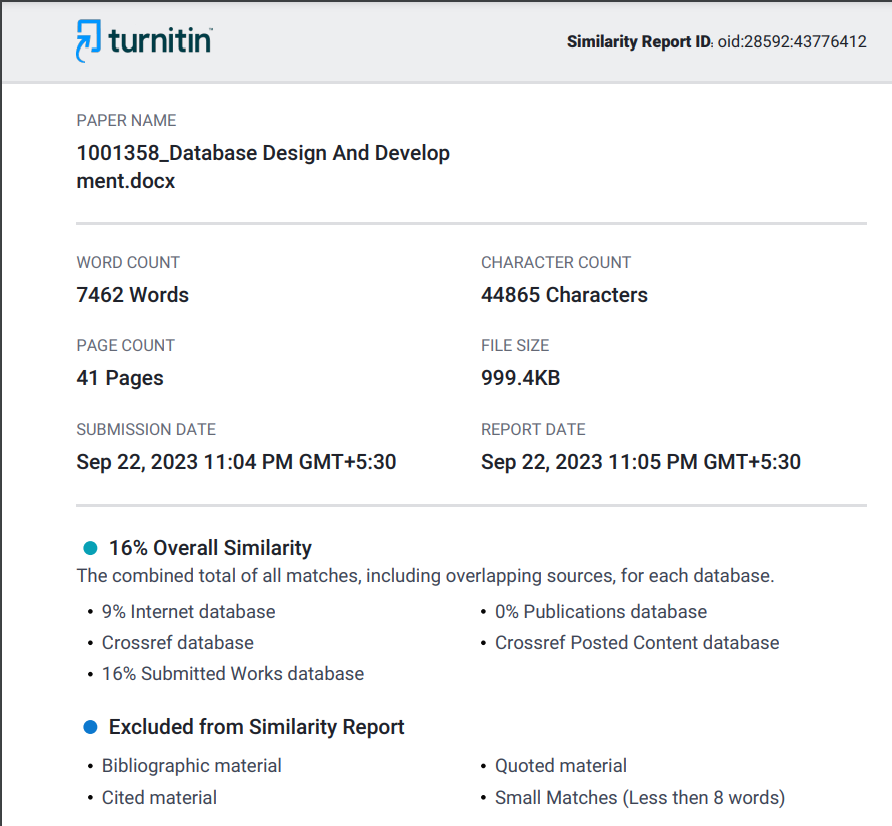 turnitin™
Similarity Report ID: oid:28592:43776412
PAPER NAME
1001358_Database Design And Develop
ment.docx
WORD COUNT
7462 Words
CHARACTER COUNT
44865 Characters
PAGE COUNT
41 Pages
FILE SIZE
999.4KB
SUBMISSION DATE
Sep 22, 2023 11:04 PM GMT+5:30
REPORT DATE
Sep 22, 2023 11:05 PM GMT+5:30
● 16% Overall Similarity
The combined total of all matches, including overlapping sources, for each database.
• 9% Internet database
• 0% Publications database
• Crossref database
• Crossref Posted Content database
• 16% Submitted Works database
● Excluded from Similarity Report
• Bibliographic material
• Quoted material
• Cited material
• Small Matches (Less then 8 words)